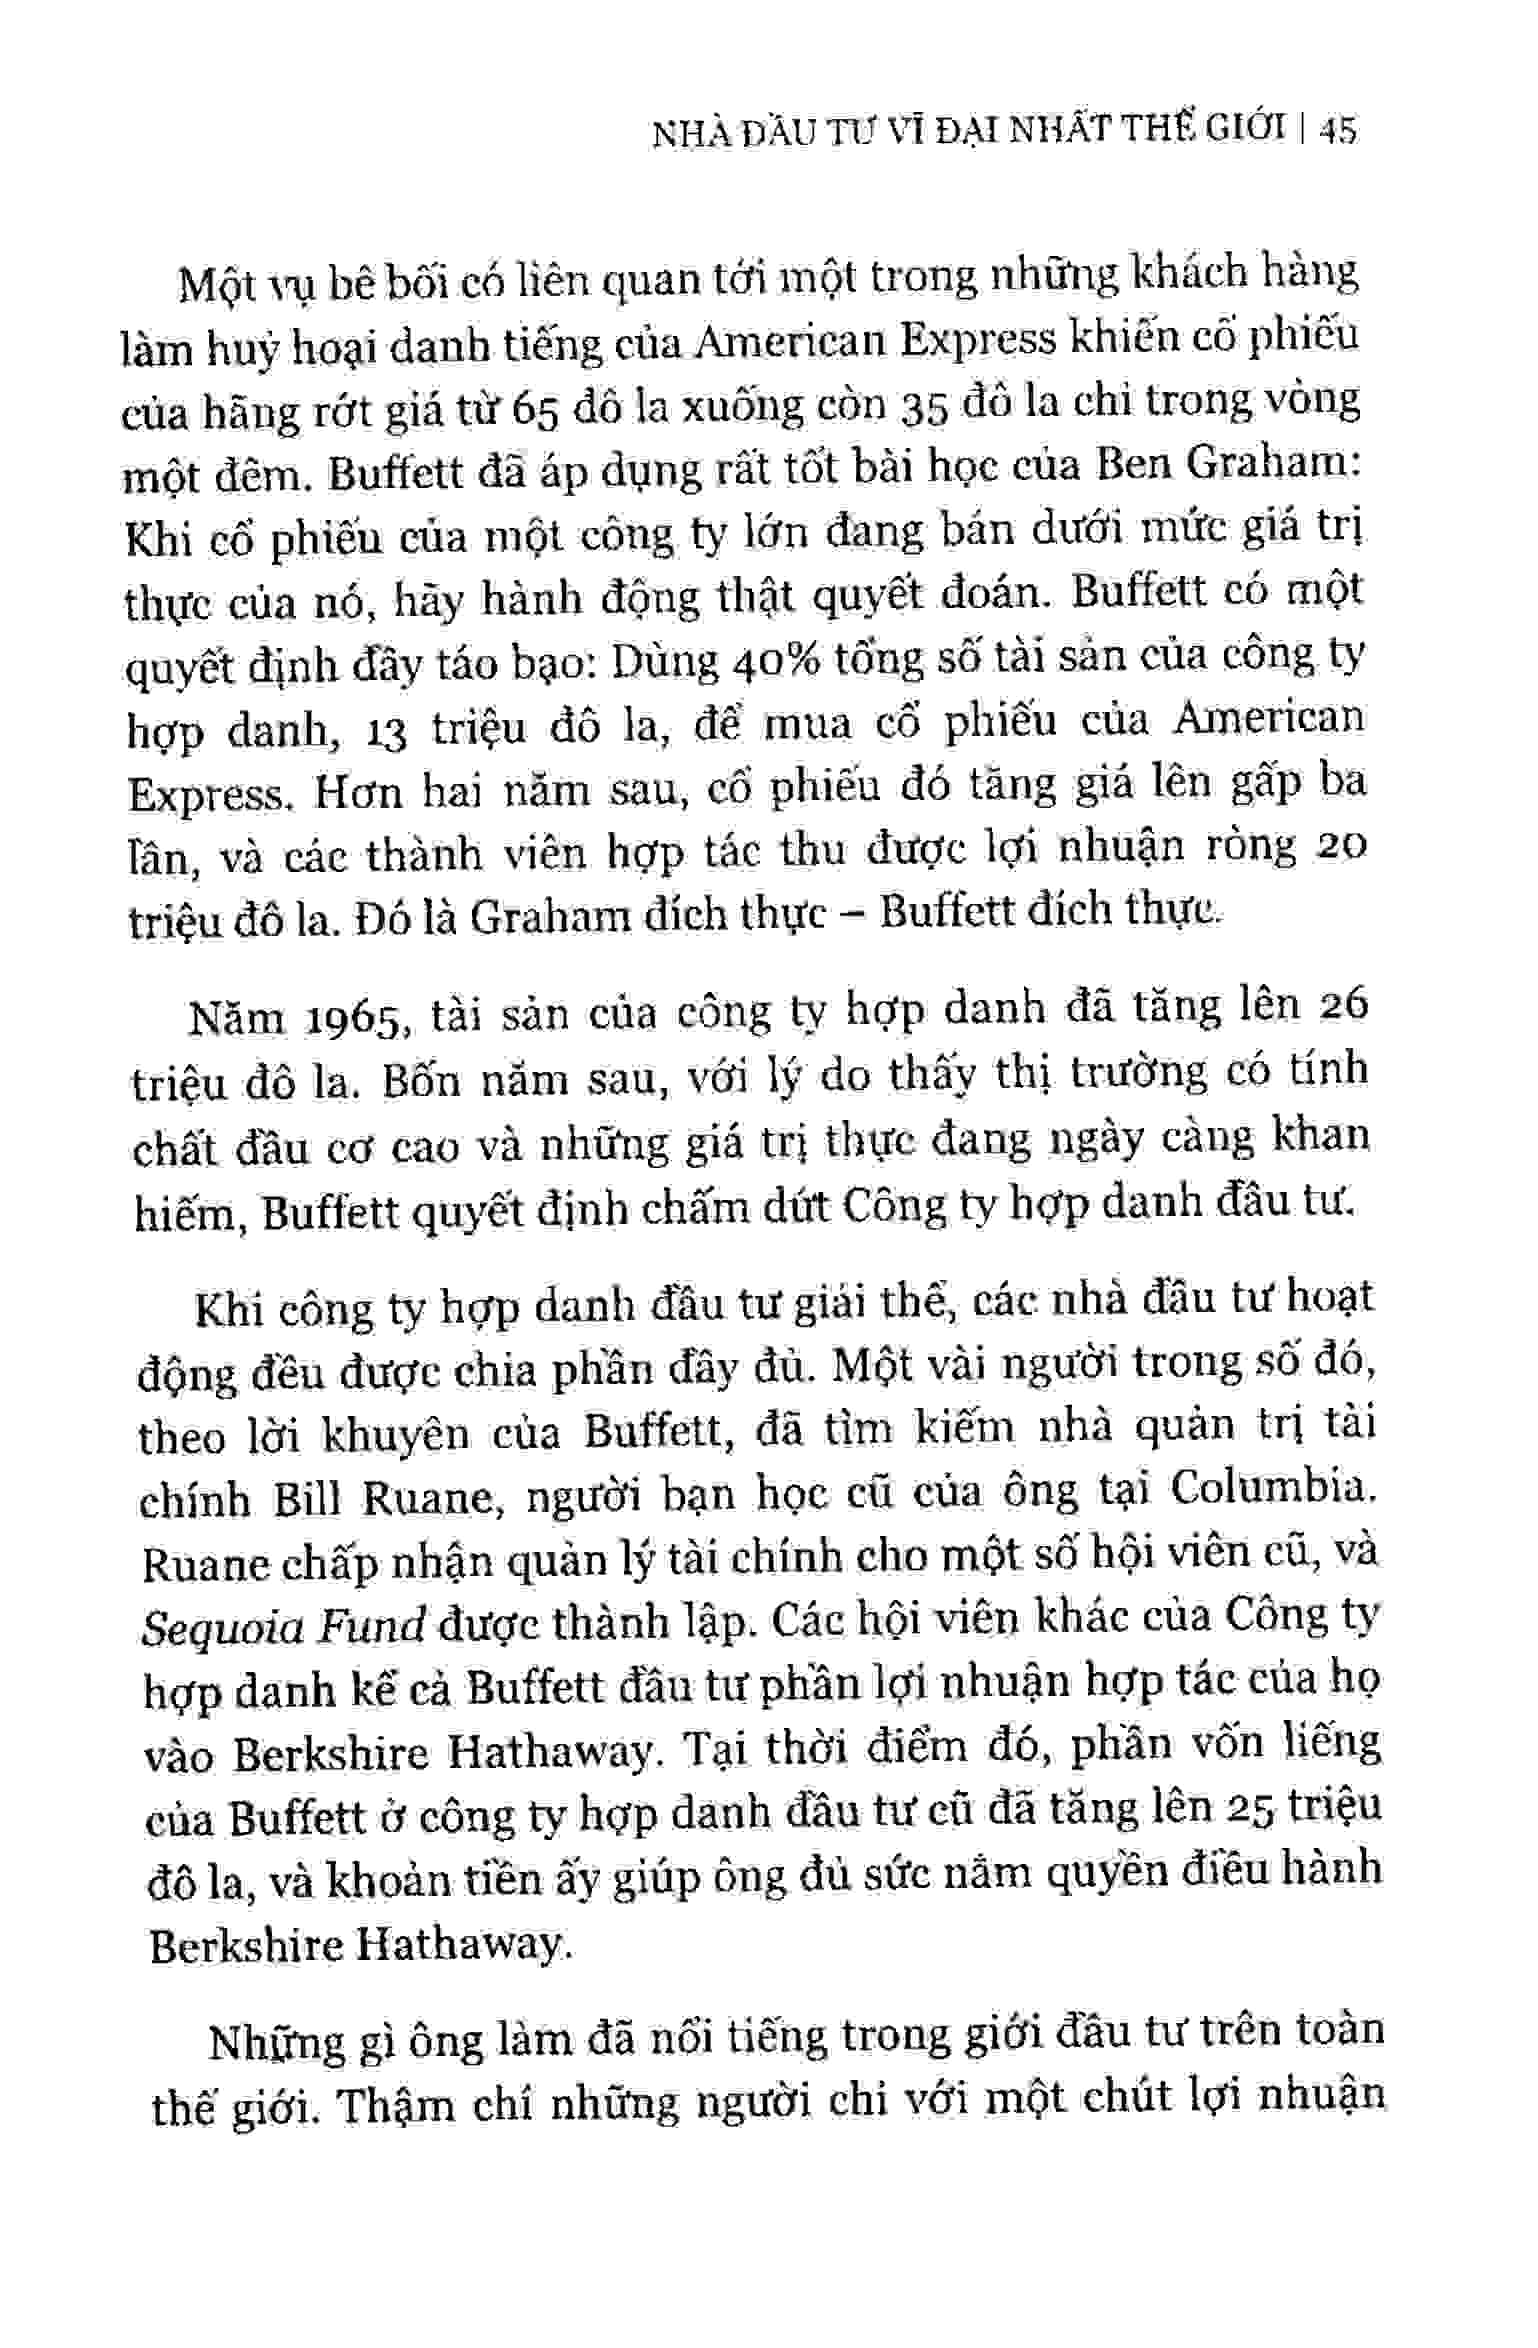 NHÀ ĐẦU TƯ VĨ ĐẠI NHẤT THẾ GIỚI | 45
Một vụ bê bối có liên quan tới một trong những khách hàng
làm huỷ hoại danh tiếng của American Express khiến cổ phiếu
của hãng rớt giá từ 65 đô la xuống còn 35 đô la chỉ trong vòng
một đêm. Buffett đã áp dụng rất tốt bài học của Ben Graham:
Khi cổ phiếu của một công ty lớn đang bán dưới mức giá trị
thực của nó, hãy hành động thật quyết đoán. Buffett có một
quyết định đầy táo bạo: Dùng 40% tổng số tài sản của công ty
hợp danh, 13 triệu đô la, để mua cổ phiếu của American
Express. Hơn hai năm sau, cổ phiếu đó tăng giá lên gấp ba
lần, và các thành viên hợp tác thu được lợi nhuận ròng 20
triệu đô la. Đó là Graham đích thực – Buffett đích thực.
Năm 1965, tài sản của công ty hợp danh đã tăng lên 26
triệu đô la. Bốn năm sau, với lý do thấy thị trường có tính
chất đầu cơ cao và những giá trị thực đang ngày càng khan
hiếm, Buffett quyết định chấm dứt Công ty hợp danh đầu tư.
Khi công ty hợp danh đầu tư giải thể, các nhà đầu tư hoạt
động đều được chia phần đầy đủ. Một vài người trong số đó,
theo lời khuyên của Buffett, đã tìm kiếm nhà quản trị tài
chính Bill Ruane, người bạn học cũ của ông tại Columbia.
Ruane chấp nhận quản lý tài chính cho một số hội viên cũ, và
Sequoia Fund được thành lập. Các hội viên khác của Công ty
hợp danh kể cả Buffett đầu tư phần lợi nhuận hợp tác của họ
vào Berkshire Hathaway. Tại thời điểm đó, phần vốn liếng
của Buffett ở công ty hợp danh đầu tư cũ đã tăng lên 25 triệu
đô la, và khoản tiền ấy giúp ông đủ sức nắm quyền điều hành
Berkshire Hathaway.
Những gì ông làm đã nổi tiếng trong giới đầu tư trên toàn
thế giới. Thậm chí những người chỉ với một chút lợi nhuận